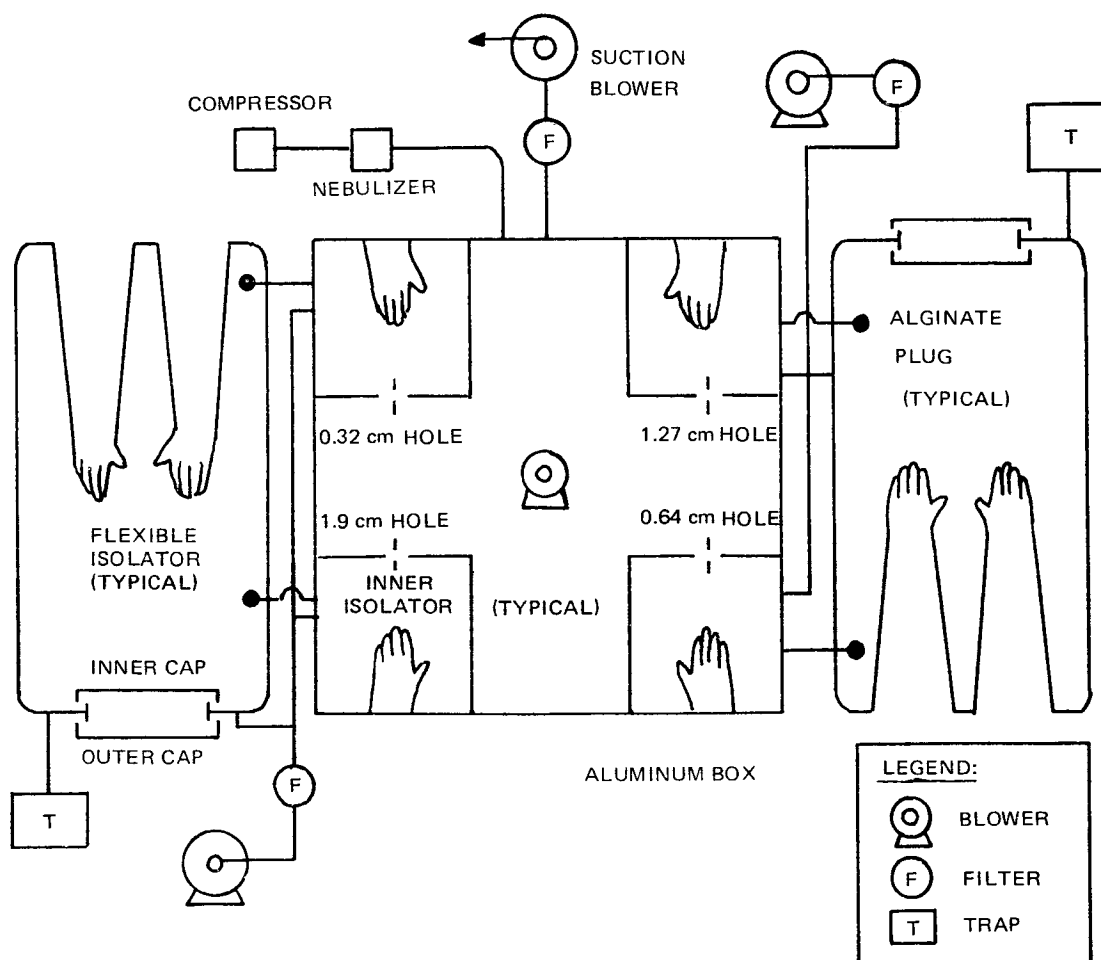 SUCTION
BLOWER
COMPRESSOR
F
F
T
NEBULIZER
ALGINATE
PLUG
(TYPICAL)
0.32 cm HOLE
1.27 cm HOLE
1.9 cm HOLE
0.64 cm HOLE
FLEXIBLE
ISOLATOR
(TYPICAL)
INNER
ISOLATOR
(TYPICAL)
INNER CAP
OUTER CAP
F
T
ALUMINUM BOX
LEGEND:
BLOWER
F FILTER
T TRAP